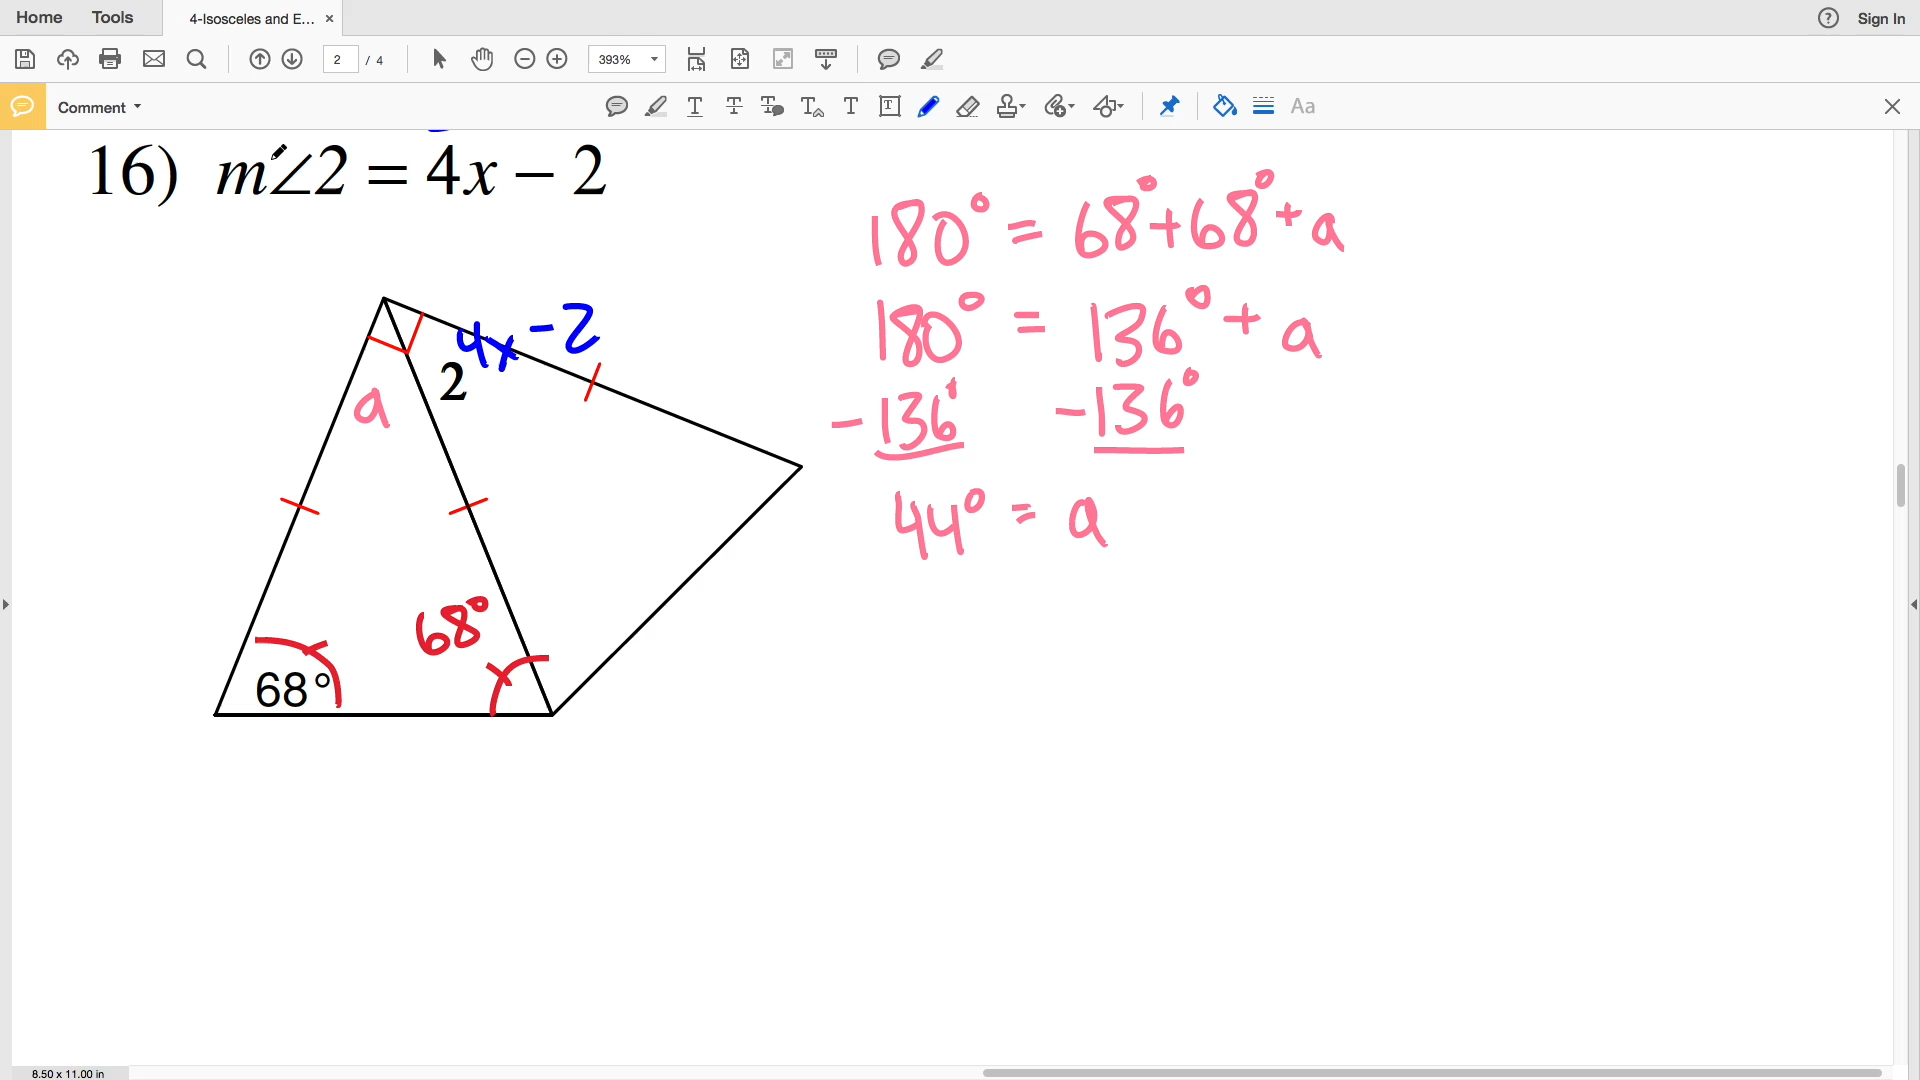 Home Tools 4-Isosceles and E... × ? Sign In
2 / 4 393%
Comment T T T T T T Aa
16) m∠2 = 4x − 2
180° = 68° + 68° + a
4x - 2
180° = 136° + a
2
a
- 136° - 136°
44° = a
68°
68°
8.50 x 11.00 in